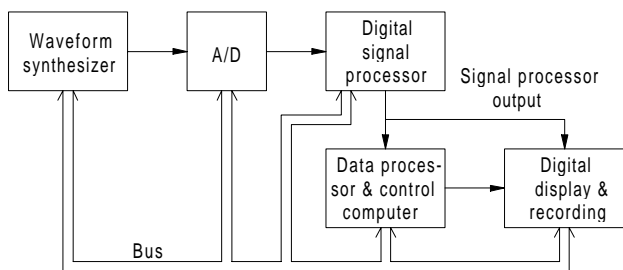 Waveform
synthesizer
A/D
Digital
signal
processor
Signal processor
output
Data proces-
sor & control
computer
Digital
display &
recording
Bus